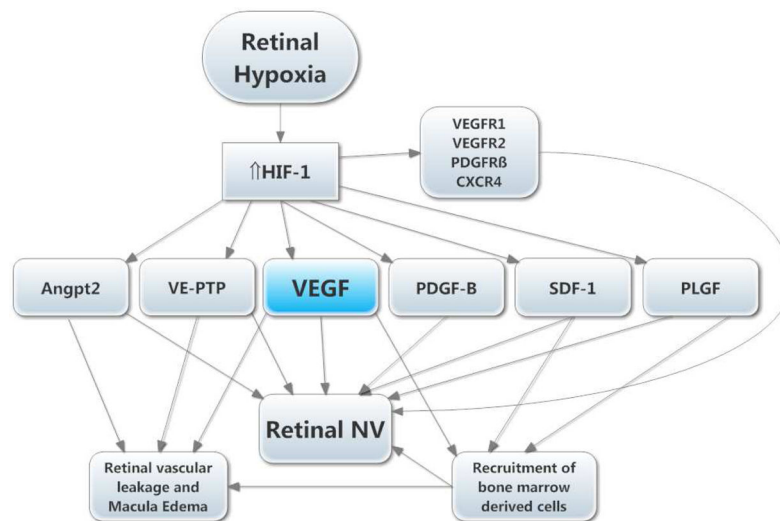 Retinal
Hypoxia
⇑HIF-1
VEGFR1
VEGFR2
PDGFRß
CXCR4
Angpt2
VE-PTP
VEGF
PDGF-B
SDF-1
PLGF
Retinal NV
Retinal vascular
leakage and
Macula Edema
Recruitment of
bone marrow
derived cells